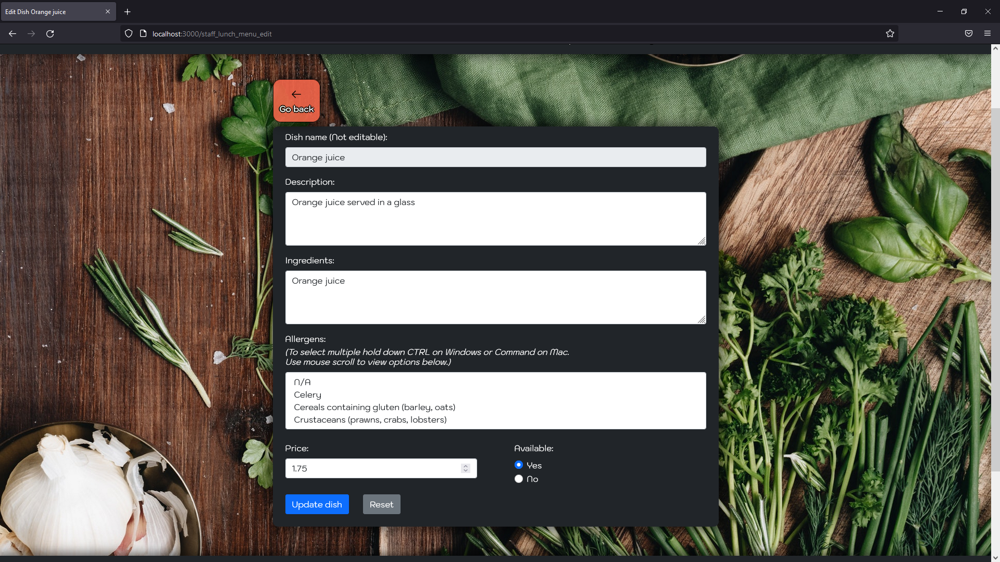 Edit Dish Orange juice
localhost:3000/staff_lunch_menu_edit
Go back
Dish name (Not editable):
Orange juice
Description:
Orange juice served in a glass
Ingredients:
Orange juice
Allergens:
(To select multiple hold down CTRL on Windows or Command on Mac.
Use mouse scroll to view options below.)
N/A
Celery
Cereals containing gluten (barley, oats)
Crustaceans (prawns, crabs, lobsters)
Price:
Available:
1.75
Yes
No
Update dish
Reset